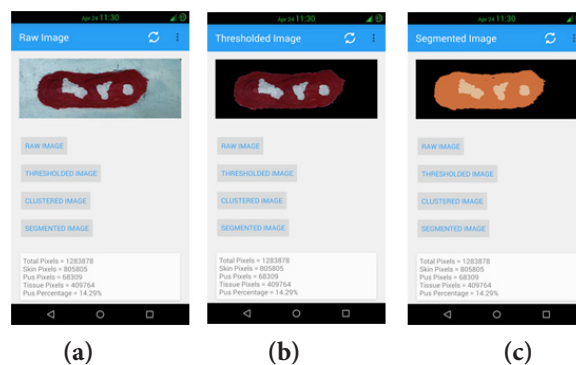 Apr 24 11:30
Raw Image
RAW IMAGE
THRESHOLDED IMAGE
CLUSTERED IMAGE
SEGMENTED IMAGE
Total Pixels = 1283878
Skin Pixels = 805805
Pus Pixels = 68309
Tissue Pixels = 409764
Pus Percentage = 14.29%
(a)
Apr 24 11:30
Thresholded Image
RAW IMAGE
THRESHOLDED IMAGE
CLUSTERED IMAGE
SEGMENTED IMAGE
Total Pixels = 1283878
Skin Pixels = 805805
Pus Pixels = 68309
Tissue Pixels = 409764
Pus Percentage = 14.29%
(b)
Apr 24 11:30
Segmented Image
RAW IMAGE
THRESHOLDED IMAGE
CLUSTERED IMAGE
SEGMENTED IMAGE
Total Pixels = 1283878
Skin Pixels = 805805
Pus Pixels = 68309
Tissue Pixels = 409764
Pus Percentage = 14.29%
(c)